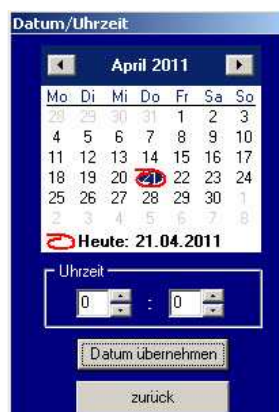 Datum/Uhrzeit
April 2011
Mo Di Mi Do Fr Sa So
28 29 30 31 1 2 3
4 5 6 7 8 9 10
11 12 13 14 15 16 17
18 19 20 21 22 23 24
25 26 27 28 29 30 1
2 3 4 5 6 7 8
Heute: 21.04.2011
Uhrzeit
0 : 0
Datum übernehmen
zurück